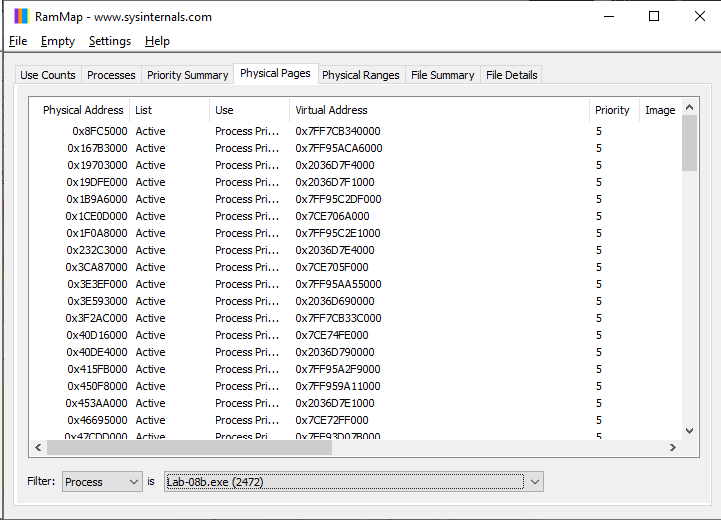 RamMap - www.sysinternals.com
File Empty Settings Help
Use Counts Processes Priority Summary Physical Pages Physical Ranges File Summary File Details
Physical Address List Use Virtual Address Priority Image
0x8FC5000 Active Process Pri... 0x7FF7CB340000 5
0x167B3000 Active Process Pri... 0x7FF95ACA6000 5
0x19703000 Active Process Pri... 0x2036D7F4000 5
0x19DFE000 Active Process Pri... 0x2036D7F1000 5
0x1B9A6000 Active Process Pri... 0x7FF95C2DF000 5
0x1CE0D000 Active Process Pri... 0x7CE706A000 5
0x1F0A8000 Active Process Pri... 0x7FF95C2E1000 5
0x232C3000 Active Process Pri... 0x2036D7E4000 5
0x3CA87000 Active Process Pri... 0x7CE705F000 5
0x3E3EF000 Active Process Pri... 0x7FF95AA55000 5
0x3E593000 Active Process Pri... 0x2036D690000 5
0x3F2AC000 Active Process Pri... 0x7FF7CB33C000 5
0x40D16000 Active Process Pri... 0x7CE74FE000 5
0x40DE4000 Active Process Pri... 0x2036D790000 5
0x415FB000 Active Process Pri... 0x7FF95A2F9000 5
0x450F8000 Active Process Pri... 0x7FF959A11000 5
0x453AA000 Active Process Pri... 0x2036D7E1000 5
0x46695000 Active Process Pri... 0x7CE72FF000 5
0x47CDD000 Active Process Pri... 0x7FF93D07B000 5
Filter: Process is Lab-08b.exe (2472)